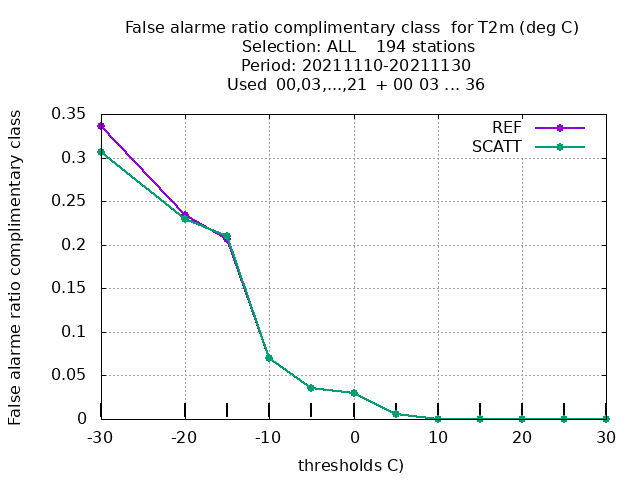 False alarme ratio complimentary class  for T2m (deg C)
Selection: ALL    194 stations
Period: 20211110-20211130
Used  00,03,...,21  + 00 03 ... 36
False alarme ratio complimentary class
0.35
0.3
0.25
0.2
0.15
0.1
0.05
0
REF
SCATT
-30
-20
-10
0
10
20
30
thresholds C)